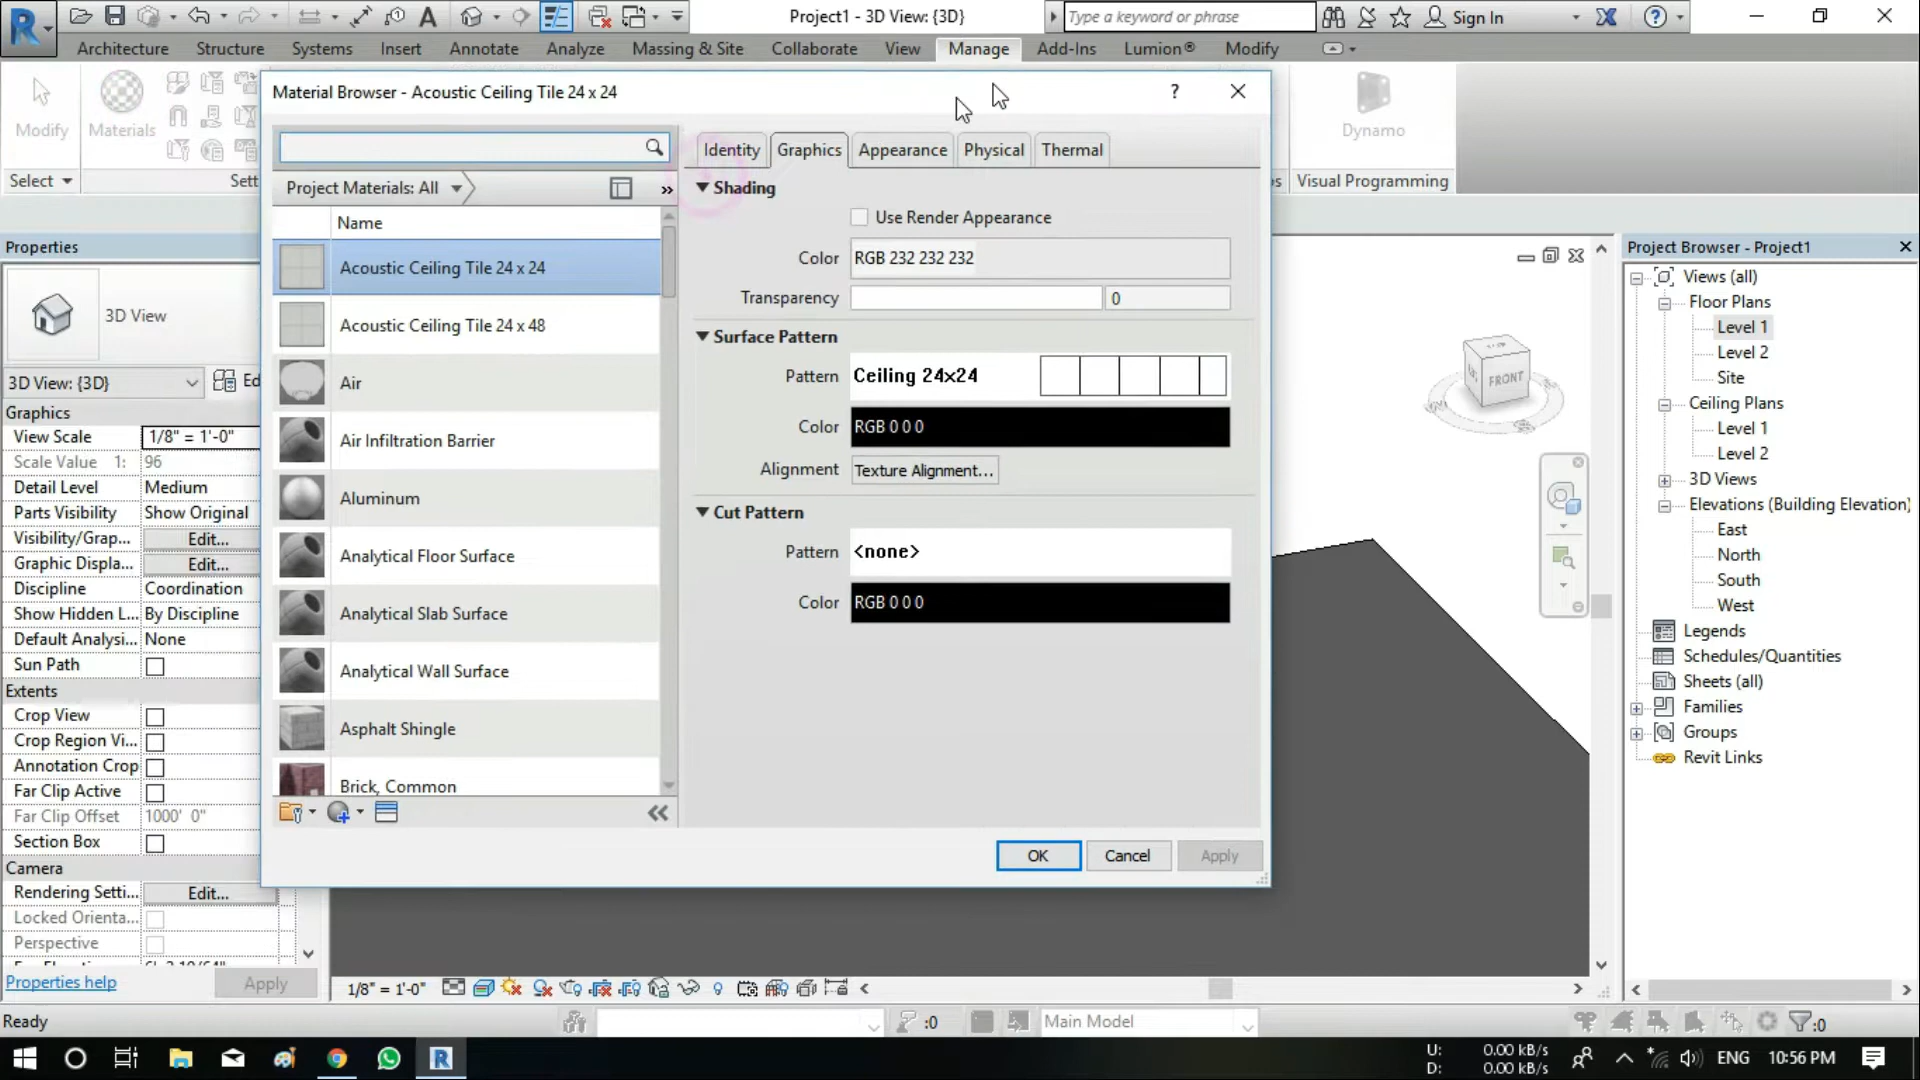 Project1 - 3D View: {3D}
Type a keyword or phrase
Sign In
Architecture Structure Systems Insert Annotate Analyze Massing & Site Collaborate View Manage Add-Ins Lumion® Modify
Modify
Materials
Dynamo
Select
Sett
ps
Visual Programming
Material Browser - Acoustic Ceiling Tile 24 x 24
?
Project Materials: All
Name
Acoustic Ceiling Tile 24 x 24
Acoustic Ceiling Tile 24 x 48
Air
Air Infiltration Barrier
Aluminum
Analytical Floor Surface
Analytical Slab Surface
Analytical Wall Surface
Asphalt Shingle
Brick, Common
Identity Graphics Appearance Physical Thermal
Shading
Use Render Appearance
Color RGB 232 232 232
Transparency 0
Surface Pattern
Pattern Ceiling 24x24
Color RGB 0 0 0
Alignment Texture Alignment...
Cut Pattern
Pattern <none>
Color RGB 0 0 0
OK Cancel Apply
Properties
3D View
3D View: {3D} Ed
Graphics
View Scale 1/8" = 1'-0"
Scale Value 1: 96
Detail Level Medium
Parts Visibility Show Original
Visibility/Grap... Edit...
Graphic Displa... Edit...
Discipline Coordination
Show Hidden L... By Discipline
Default Analysi... None
Sun Path
Extents
Crop View
Crop Region Vi...
Annotation Crop
Far Clip Active
Far Clip Offset 1000' 0"
Section Box
Camera
Rendering Setti... Edit...
Locked Orienta...
Perspective
Properties help Apply
FRONT
Project Browser - Project1
Views (all)
Floor Plans
Level 1
Level 2
Site
Ceiling Plans
Level 1
Level 2
3D Views
Elevations (Building Elevation)
East
North
South
West
Legends
Schedules/Quantities
Sheets (all)
Families
Groups
Revit Links
1/8" = 1'-0"
Ready
:0
Main Model
:0
U: 0.00 kB/s
D: 0.00 kB/s
ENG
10:56 PM